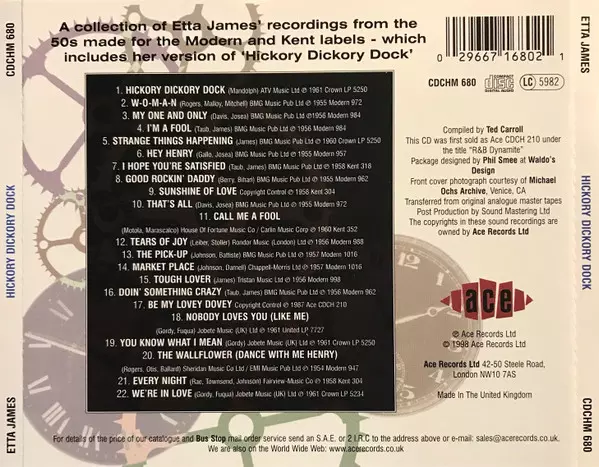 A collection of Etta James' recordings from the
50s made for the Modern and Kent labels - which
includes her version of 'Hickory Dickory Dock'
0 29667 16802 1
CDCHM 680
COMPACT
disc
DIGITAL AUDIO
LC 5982
1. HICKORY DICKORY DOCK (Mandolph) ATV Music Ltd ℗ 1961 Crown LP 5250
2. W-O-M-A-N (Rogers, Malloy, Mitchell) BMG Music Pub Ltd ℗ 1955 Modern 972
3. MY ONE AND ONLY (Davis, Josea) BMG Music Pub Ltd ℗1956 Modern 984
4. I'M A FOOL (Taub, James) BMG Music Pub Ltd ℗ 1956 Modern 984
5. STRANGE THINGS HAPPENING (James) BMG Music Pub Ltd ℗ 1960 Crown LP 5250
6. HEY HENRY (Gallo, Josea) BMG Music Pub Ltd ℗ 1955 Modern 957
7. I HOPE YOU'RE SATISFIED (Taub, James) BMG Music Pub Ltd ℗ 1958 Kent 318
8. GOOD ROCKIN' DADDY (Berry, Bihari) BMG Music Pub Ltd ℗ 1955 Modern 962
9. SUNSHINE OF LOVE Copyright Control ℗ 1958 Kent 304
10. THAT'S ALL (Davis, Josea) BMG Music Pub Ltd ℗ 1955 Modern 972
11. CALL ME A FOOL
(Motola, Marascalco) House Of Fortune Music Co / Carlin Music Corp ℗ 1960 Kent 352
12. TEARS OF JOY (Leiber, Stoller) Rondor Music (London) Ltd ℗ 1956 Modern 988
13. THE PICK-UP (Johnson, Battiste) BMG Music Pub Ltd ℗ 1957 Modern 1016
14. MARKET PLACE (Johnson, Darnell) Chappell-Morris Ltd ℗ 1957 Modern 1016
15. TOUGH LOVER (James) Tristan Music Ltd ℗ 1956 Modern 998
16. DOIN' SOMETHING CRAZY (Taub, James) BMG Music Pub Ltd ℗ Modern 962
17. BE MY LOVEY DOVEY Copyright Control ℗ 1987 Ace CDCH 210
18. NOBODY LOVES YOU (LIKE ME)
(Gordy, Fuqua) Jobete Music (UK) Ltd ℗ 1961 United LP 7727
19. YOU KNOW WHAT I MEAN (Gordy) Jobete Music (UK) Ltd ℗ 1961 Crown LP 5250
20. THE WALLFLOWER (DANCE WITH ME HENRY)
(Rogers, Otis, Ballard) Sheridan Music Co Ltd / EMI Music Pub Ltd ℗ 1954 Modern 947
21. EVERY NIGHT (Rae, Townsend, Johnson) Fairview-Music Co ℗ 1958 Kent 304
22. WE'RE IN LOVE (Gordy, Fuqua) Jobete Music (UK) Ltd ℗ 1961 Crown LP 5234
Compiled by Ted Carroll
This CD was first sold as Ace CDCH 210 under
the title "R&B Dynamite"
Package designed by Phil Smee at Waldo's
Design
Front cover photograph courtesy of Michael
Ochs Archive, Venice, CA
Transferred from original analogue master tapes
Post Production by Sound Mastering Ltd
The copyrights in these sound recordings are
owned by Ace Records Ltd
ace
℗ Ace Records Ltd
© 1998 Ace Records Ltd
Ace Records Ltd 42-50 Steele Road,
London NW10 7AS
Made In The United Kingdom
For details of the price of our catalogue and Bus Stop mail order service send an S.A.E. or 2 I.R.C to the address above or e-mail: sales@acerecords.co.uk.
We are also on the World Wide Web: www.acerecords.co.uk
CDCHM 680
HICKORY DICKORY DOCK
ETTA JAMES
ETTA JAMES
HICKORY DICKORY DOCK
CDCHM 680